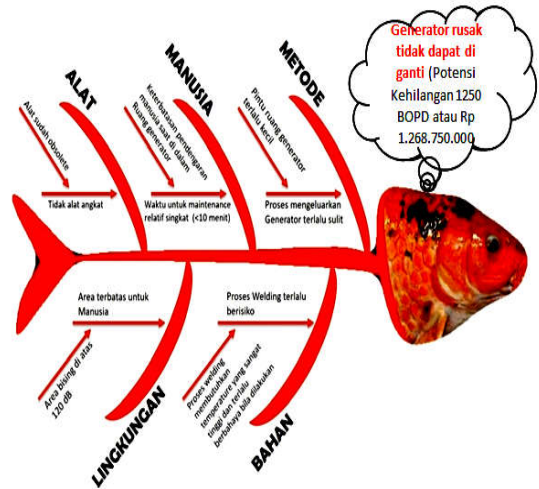 Generator rusak
tidak dapat di
ganti (Potensi
Kehilangan 1250
BOPD atau Rp
1.268.750.000
ALAT
Alat sudah obsolete
Tidak alat angkat
MANUSIA
Keterbatasan pendengaran
manusia saat di dalam
Ruang generator
Waktu untuk maintenance
relatif singkat (<10 menit)
METODE
Pintu ruang generator
terlalu kecil
Proses mengeluarkan
Generator terlalu sulit
Area terbatas untuk
Manusia
Area bising di atas
120 dB
LINGKUNGAN
Proses Welding terlalu
berisiko
Proses welding
membutuhkan
temperature yang sangat
tinggi dan terlalu
berbahaya bila dilakukan
BAHAN